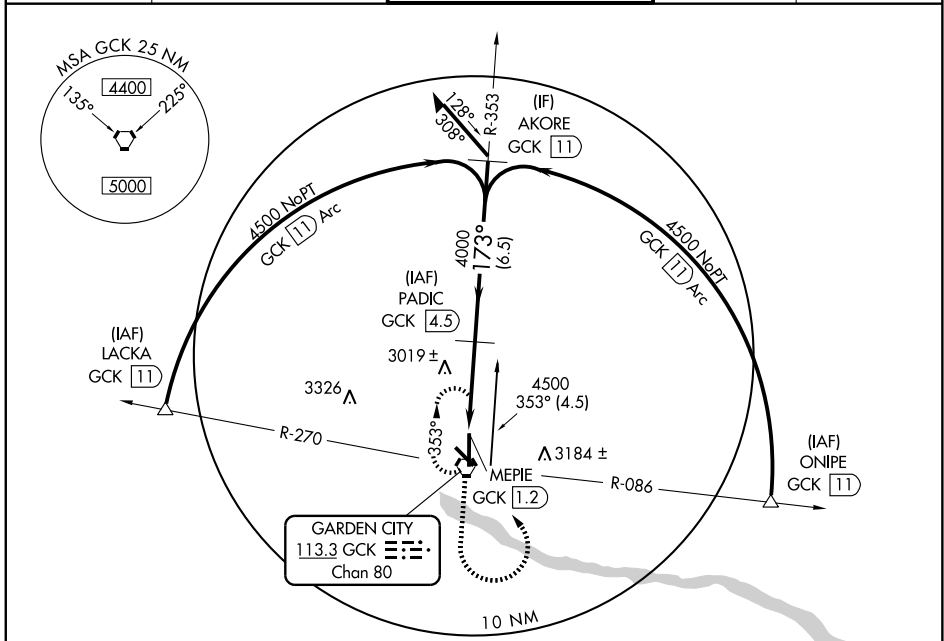 MSA GCK 25 NM
4400
135°
225°
5000
R-353
128°
308°
(IF)
AKORE
GCK 11
4500 NoPT
GCK 11 Arc
4500 NoPT
GCK 11 Arc
4000
173°
(6.5)
(IAF)
PADIC
GCK 4.5
(IAF)
LACKA
GCK 11
3019 ±
3326
4500
353° (4.5)
353°
R-270
3184 ±
MEPIE
GCK 1.2
R-086
(IAF)
ONIPE
GCK 11
GARDEN CITY
113.3 GCK
Chan 80
10 NM